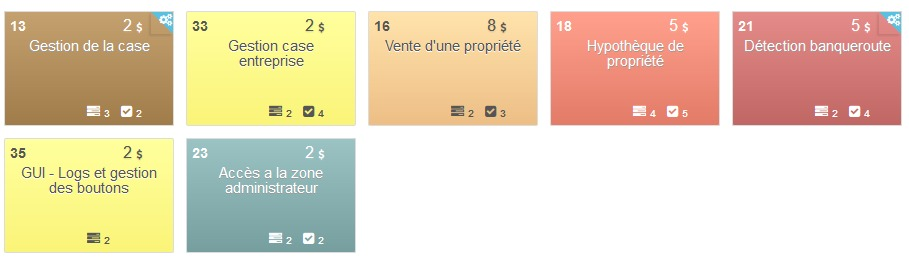 13 2 $
Gestion de la case
3 2
33 2 $
Gestion case
entreprise
2 4
16 8 $
Vente d'une propriété
2 3
18 5 $
Hypothèque de
propriété
4 5
21 5 $
Détection banqueroute
2 4
35 2 $
GUI - Logs et gestion
des boutons
2
23 2 $
Accès a la zone
administrateur
2 2